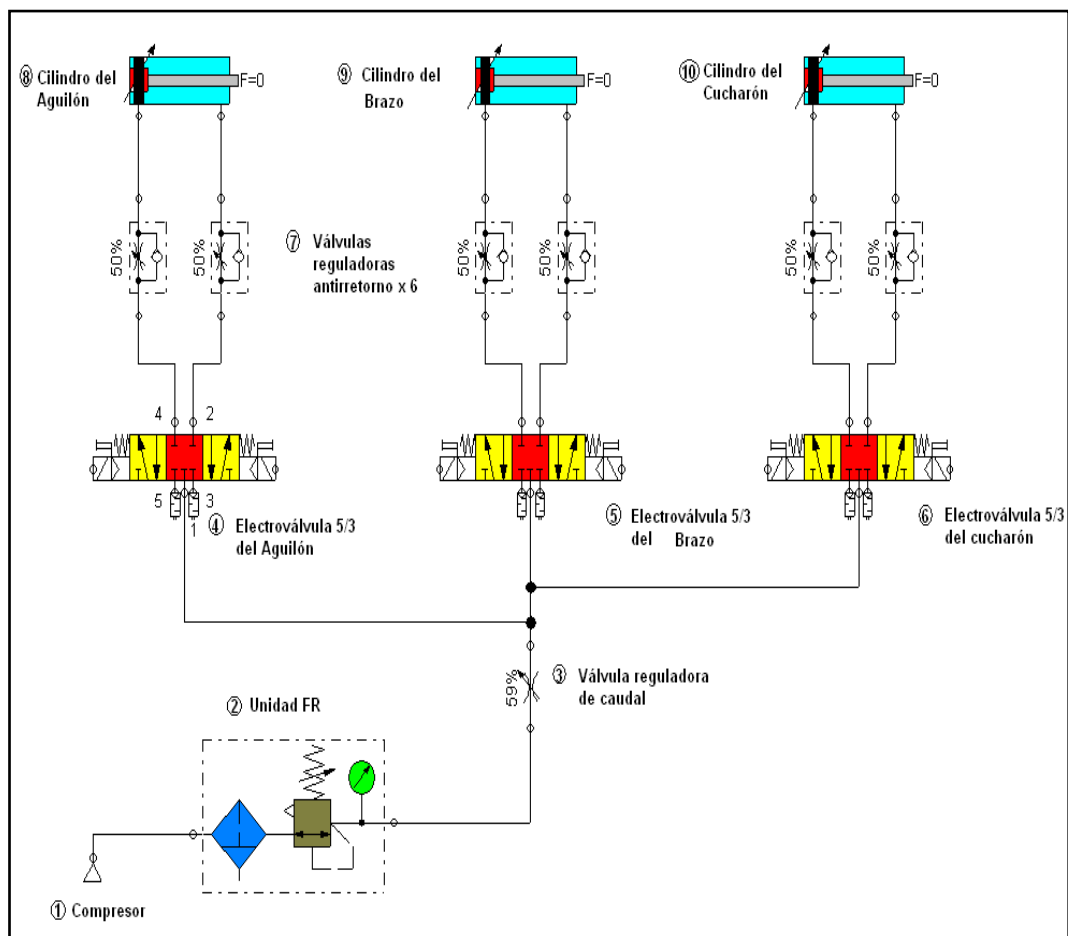 ⑧ Cilindro del
Aguilón
F=0
⑨ Cilindro del
Brazo
F=0
⑩ Cilindro del
Cucharón
F=0
50%
50%
⑦ Válvulas
reguladoras
antirretorno x 6
50%
50%
50%
50%
4
2
5
3
1
④ Electroválvula 5/3
del Aguilón
⑤ Electroválvula 5/3
del Brazo
⑥ Electroválvula 5/3
del cucharón
59%
③ Válvula reguladora
de caudal
② Unidad FR
① Compresor